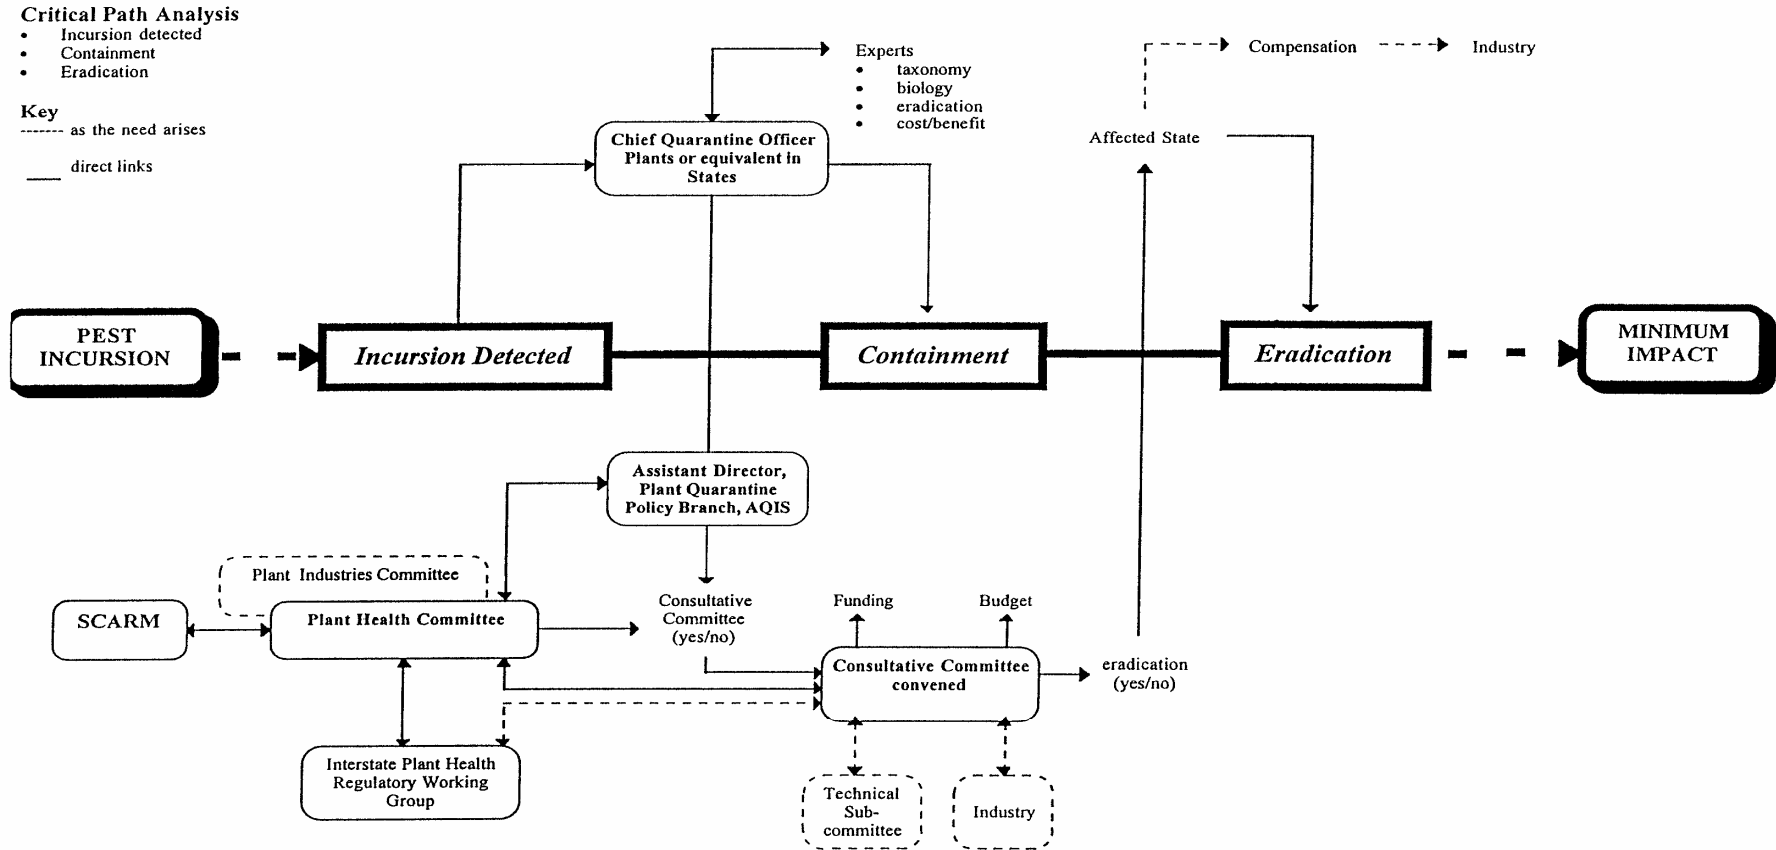 Critical Path Analysis
• Incursion detected
• Containment
• Eradication
Key
------- as the need arises
___ direct links
Experts
• taxonomy
• biology
• eradication
• cost/benefit
Compensation
Industry
Chief Quarantine Officer
Plants or equivalent in
States
Affected State
PEST
INCURSION
Incursion Detected
Containment
Eradication
MINIMUM
IMPACT
Assistant Director,
Plant Quarantine
Policy Branch, AQIS
Plant Industries Committee
SCARM
Plant Health Committee
Consultative
Committee
(yes/no)
Funding
Budget
Consultative Committee
convened
eradication
(yes/no)
Interstate Plant Health
Regulatory Working
Group
Technical
Sub-
committee
Industry